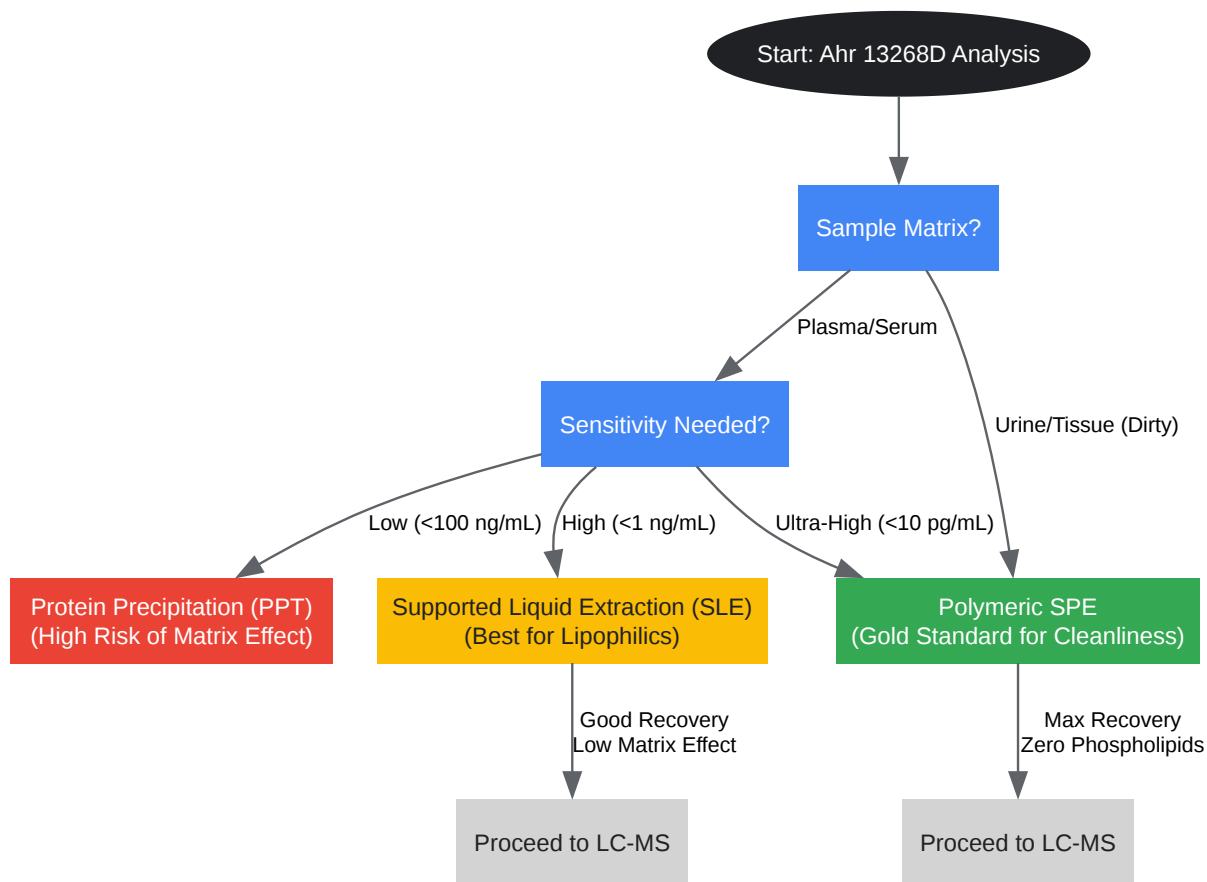 Start: Ahr 13268D Analysis
Sample Matrix?
Plasma/Serum
Sensitivity Needed?
Urine/Tissue (Dirty)
Low (<100 ng/mL)
High (<1 ng/mL)
Ultra-High (<10 pg/mL)
Protein Precipitation (PPT)
(High Risk of Matrix Effect)
Supported Liquid Extraction (SLE)
(Best for Lipophilics)
Polymeric SPE
(Gold Standard for Cleanliness)
Good Recovery
Low Matrix Effect
Max Recovery
Zero Phospholipids
Proceed to LC-MS
Proceed to LC-MS